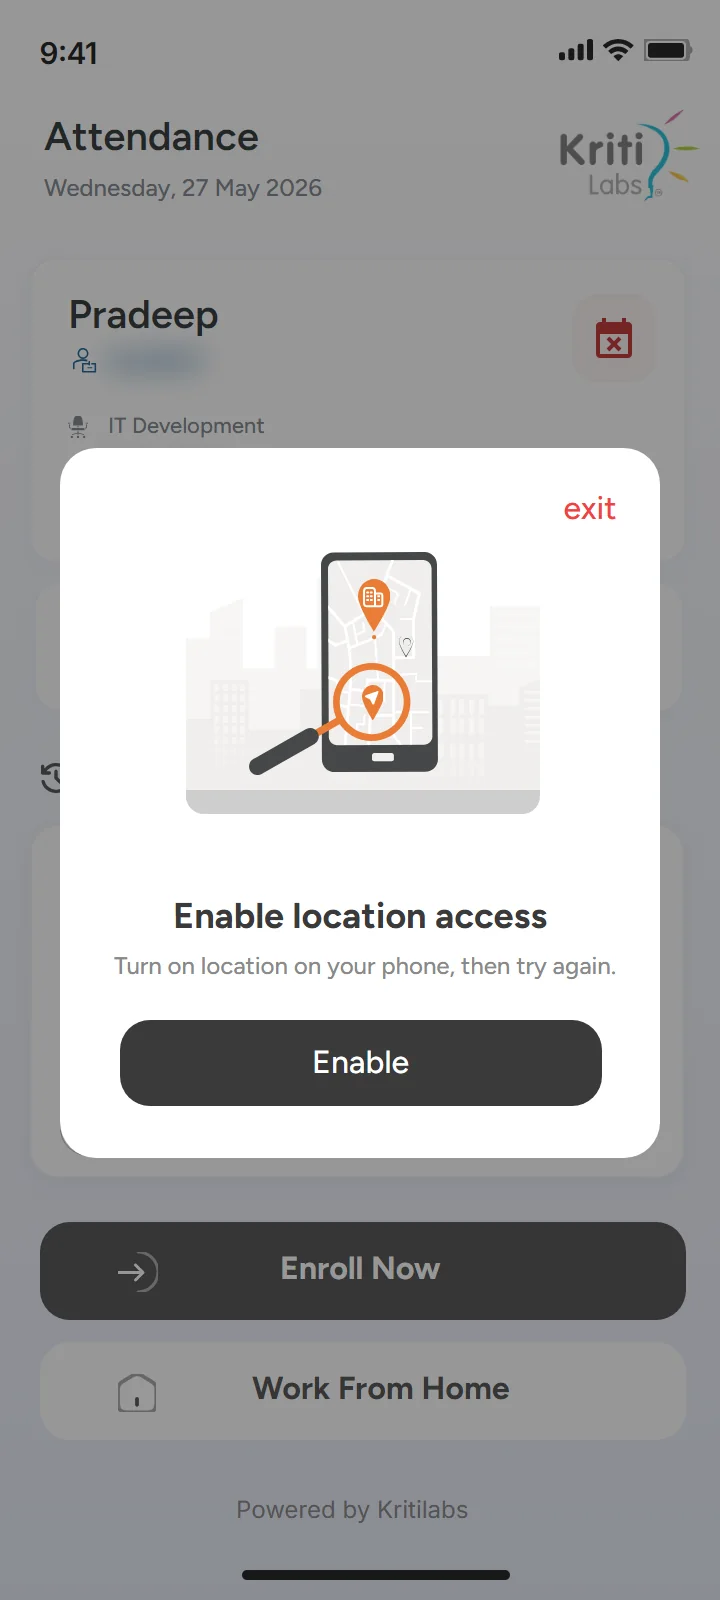 9:41
Attendance
Wednesday, 27 May 2026
Kriti
Labs
Pradeep
IT Development
exit
Enable location access
Turn on location on your phone, then try again.
Enable
Enroll Now
Work From Home
Powered by Kritilabs